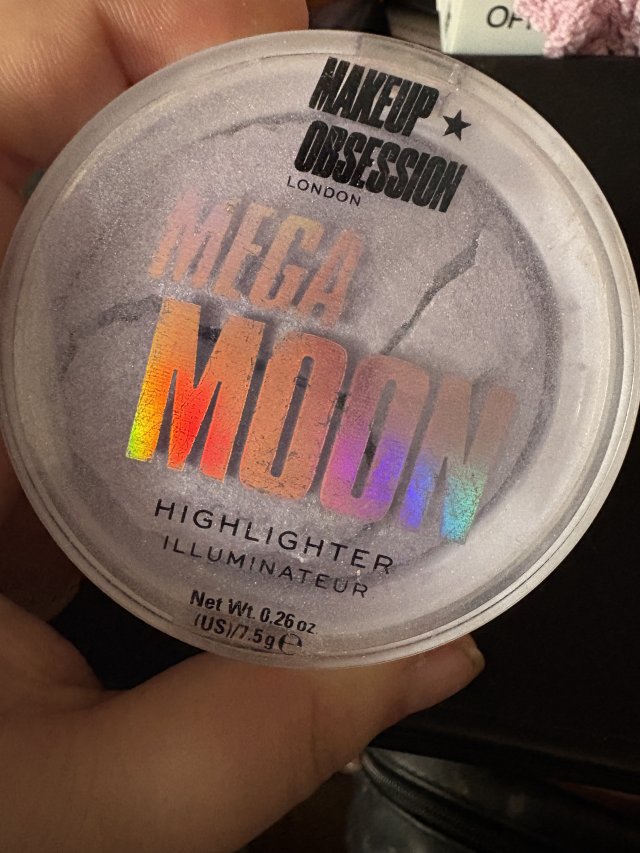 MAKEUP
OBSESSION
LONDON
MEGA
MOON
HIGHLIGHTER
ILLUMINATEUR
Net Wt. 0.26 oz.
(US)/7.5g ℮